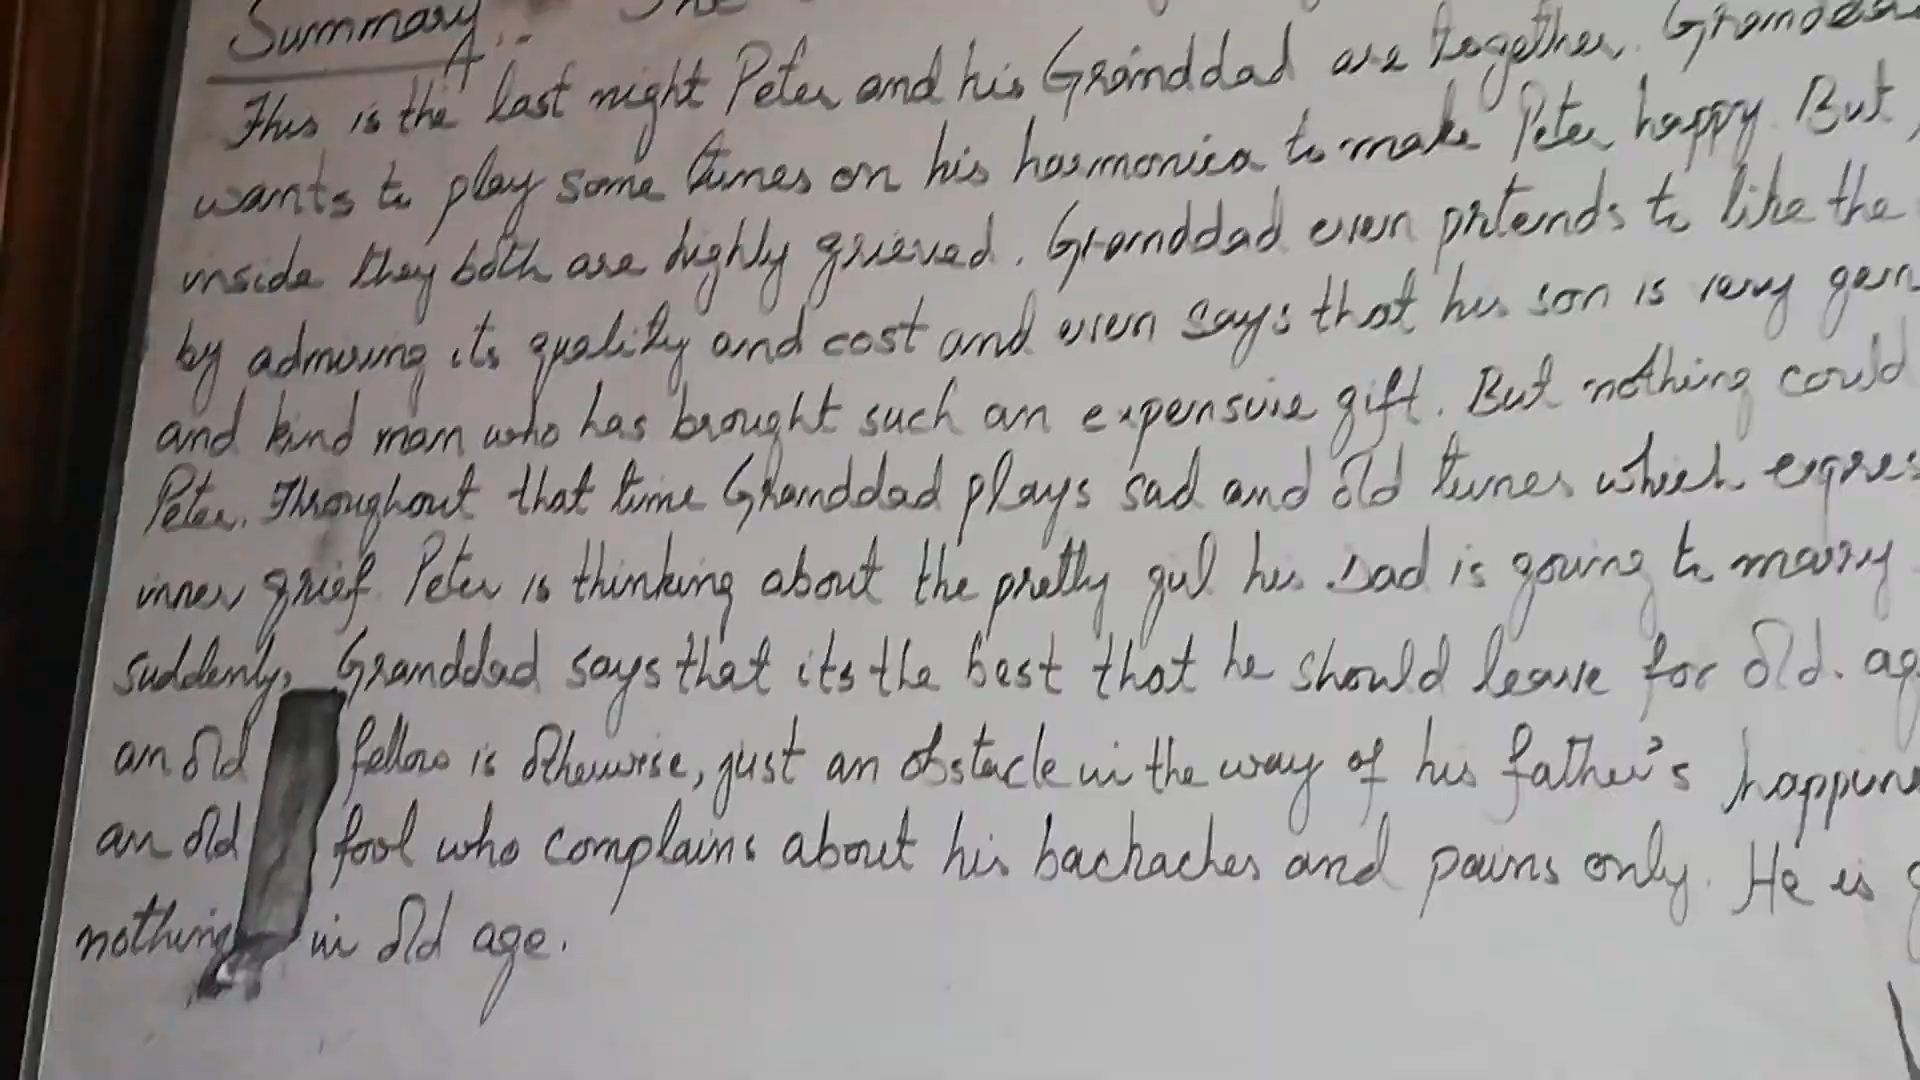 Summary :- The
This is the last night Peter and his Granddad are together. Grandda
wants to play some tunes on his harmonica to make Peter happy. But,
inside they both are highly grieved. Granddad even pretends to like the
by admiring its quality and cost and even says that his son is very gen
and kind man who has brought such an expensive gift. But nothing could
Peter. Throughout that time Granddad plays sad and old tunes which expres
inner grief. Peter is thinking about the pretty girl his Dad is going to marry
suddenly, Granddad says that its the best that he should leave for old. ag
an old fellow is otherwise, just an obstacle in the way of his father's happin
an old fool who complains about his backaches and pains only. He is g
nothing in old age.